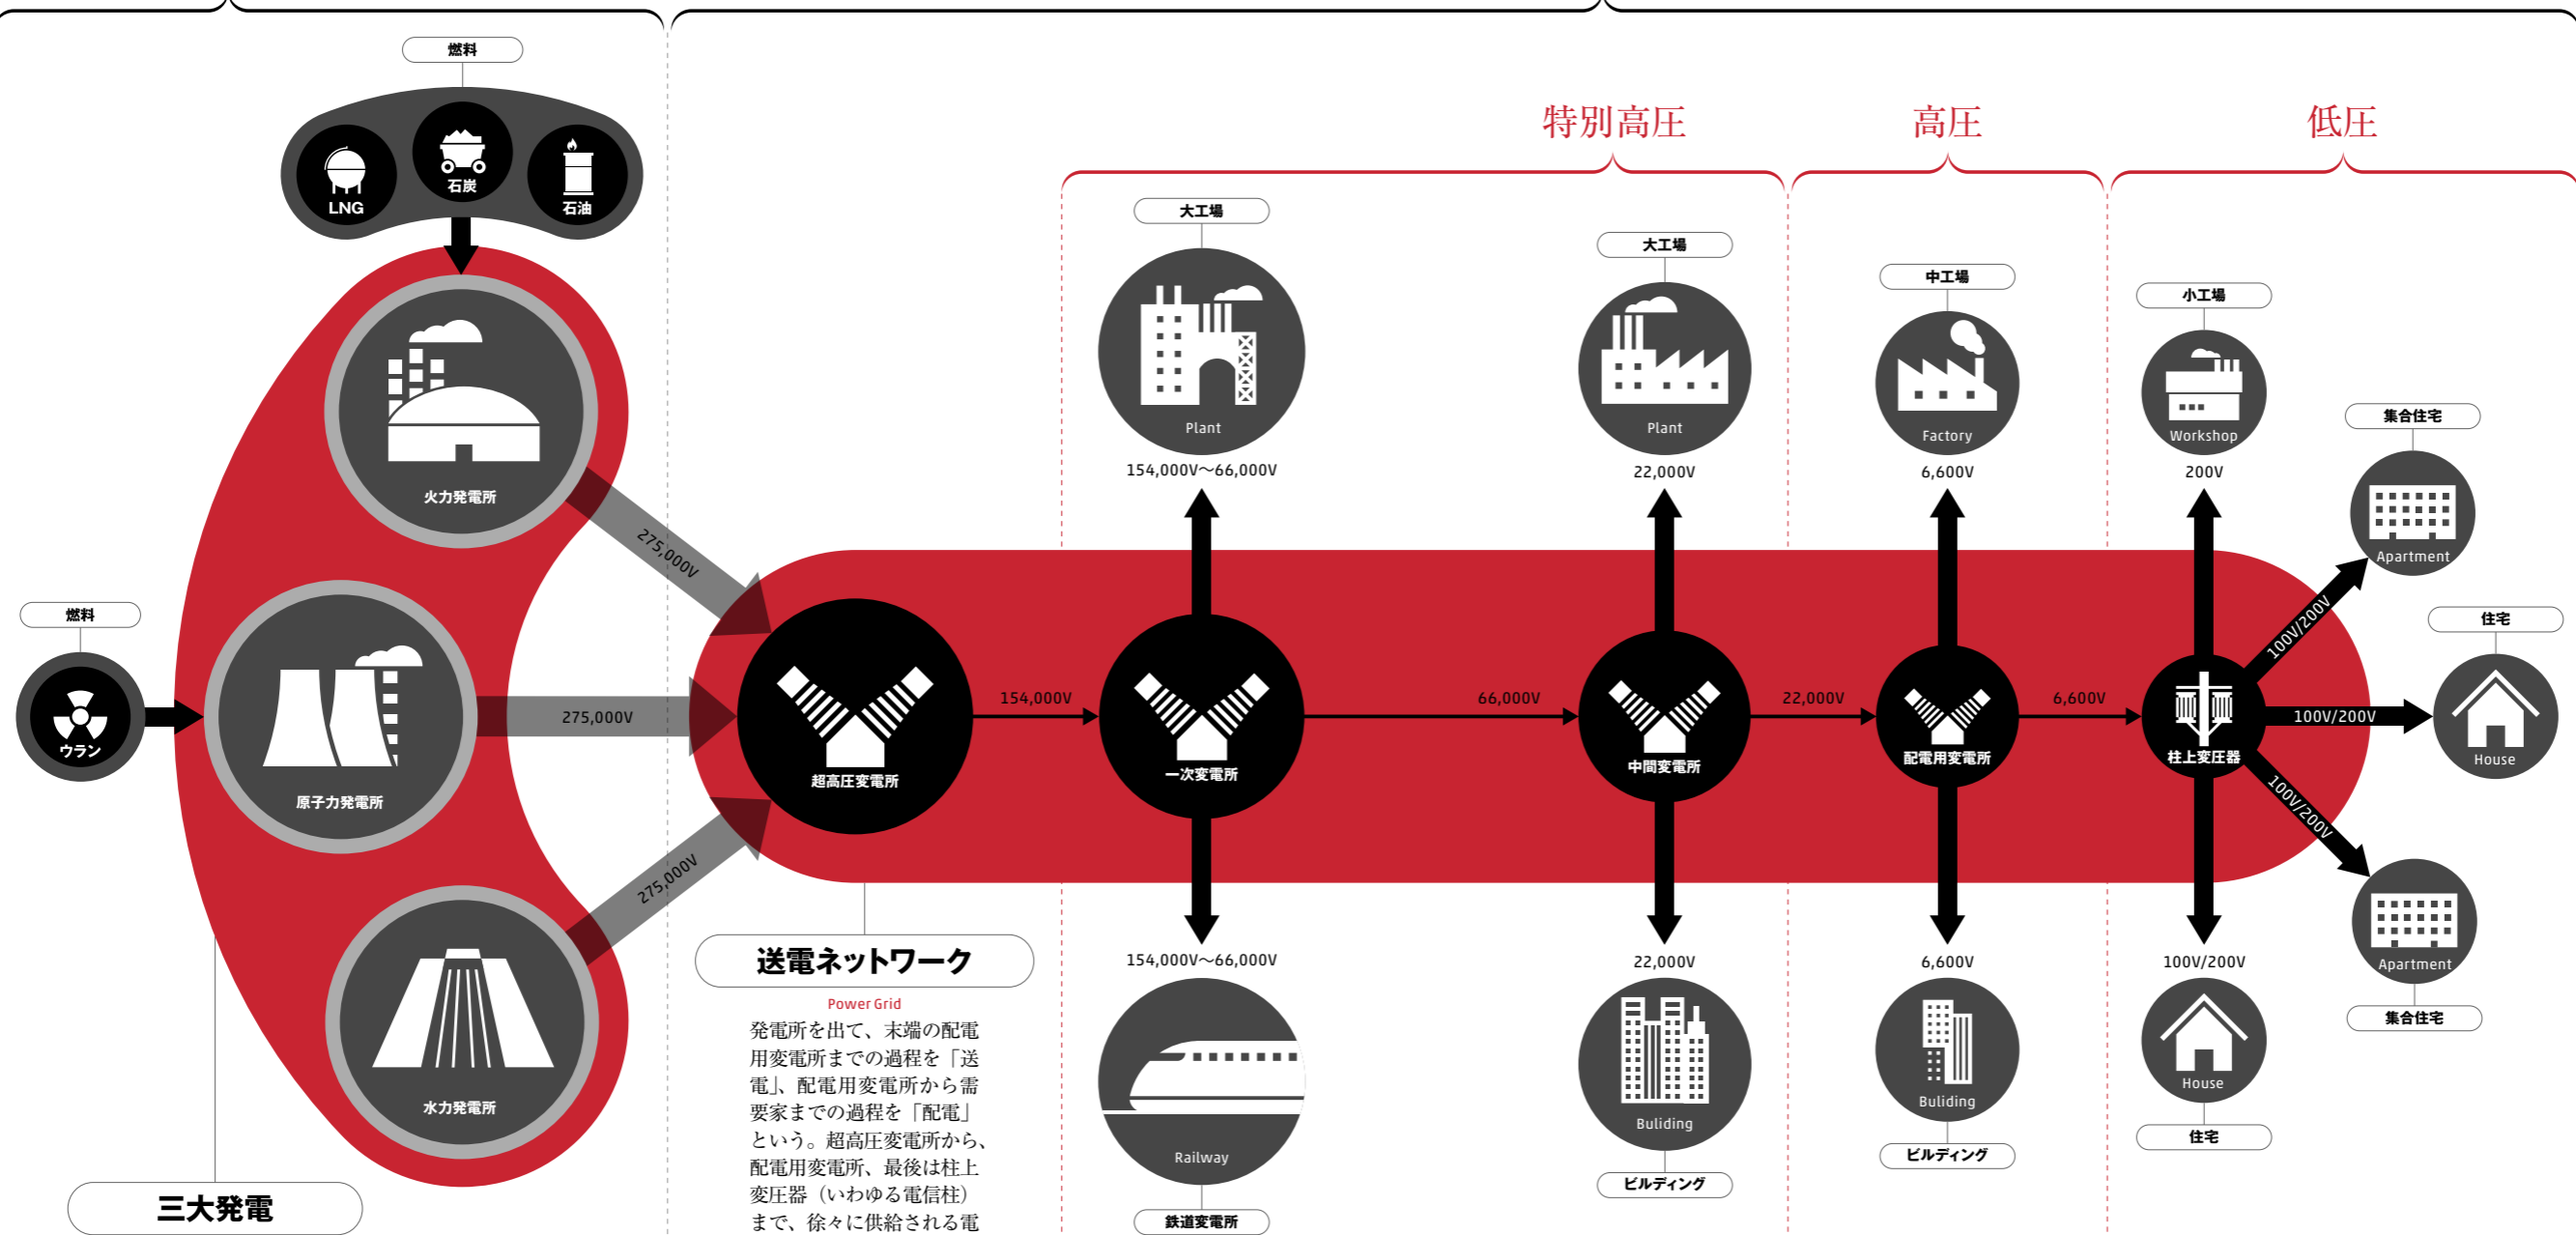 燃料
LNG
石炭
石油
火力発電所
燃料
ウラン
原子力発電所
水力発電所
三大発電
275,000V
275,000V
275,000V
超高圧変電所
送電ネットワーク
Power Grid
発電所を出て、末端の配電
用変電所までの過程を「送
電」、配電用変電所から需
要家までの過程を「配電」
という。超高圧変電所から、
配電用変電所、最後は柱上
変圧器（いわゆる電信柱）
まで、徐々に供給される電
154,000V
特別高圧
大工場
Plant
154,000V〜66,000V
一次変電所
154,000V〜66,000V
Railway
鉄道変電所
66,000V
大工場
Plant
22,000V
中間変電所
22,000V
Buliding
ビルディング
22,000V
高圧
中工場
Factory
6,600V
配電用変電所
6,600V
Buliding
ビルディング
6,600V
低圧
小工場
Workshop
200V
柱上変圧器
100V/200V
House
住宅
集合住宅
Apartment
100V/200V
住宅
100V/200V
House
100V/200V
Apartment
集合住宅